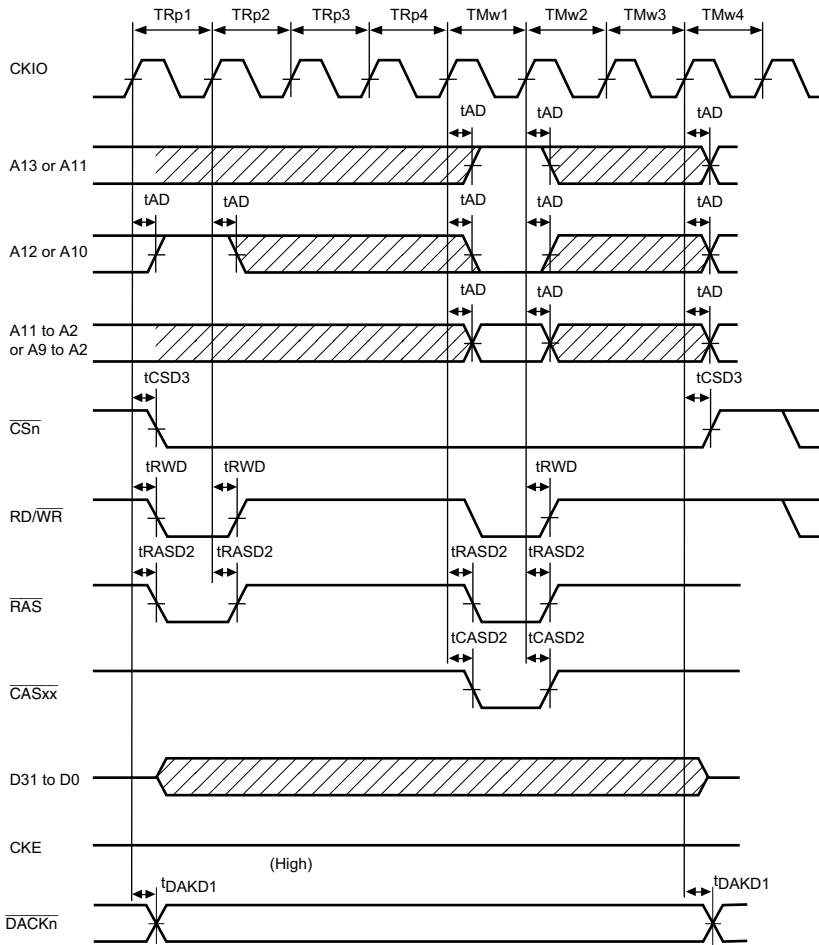 TRp1 TRp2 TRp3 TRp4 TMw1 TMw2 TMw3 TMw4
CKIO
tAD tAD tAD
A13 or A11
tAD tAD tAD tAD tAD
A12 or A10
tAD tAD tAD
A11 to A2
or A9 to A2
tCSD3 tCSD3
CSn
tRWD tRWD tRWD
RD/WR
tRASD2 tRASD2 tRASD2 tRASD2
RAS
tCASD2 tCASD2
CASxx
D31 to D0
CKE
(High)
tDAKD1 tDAKD1
DACKn